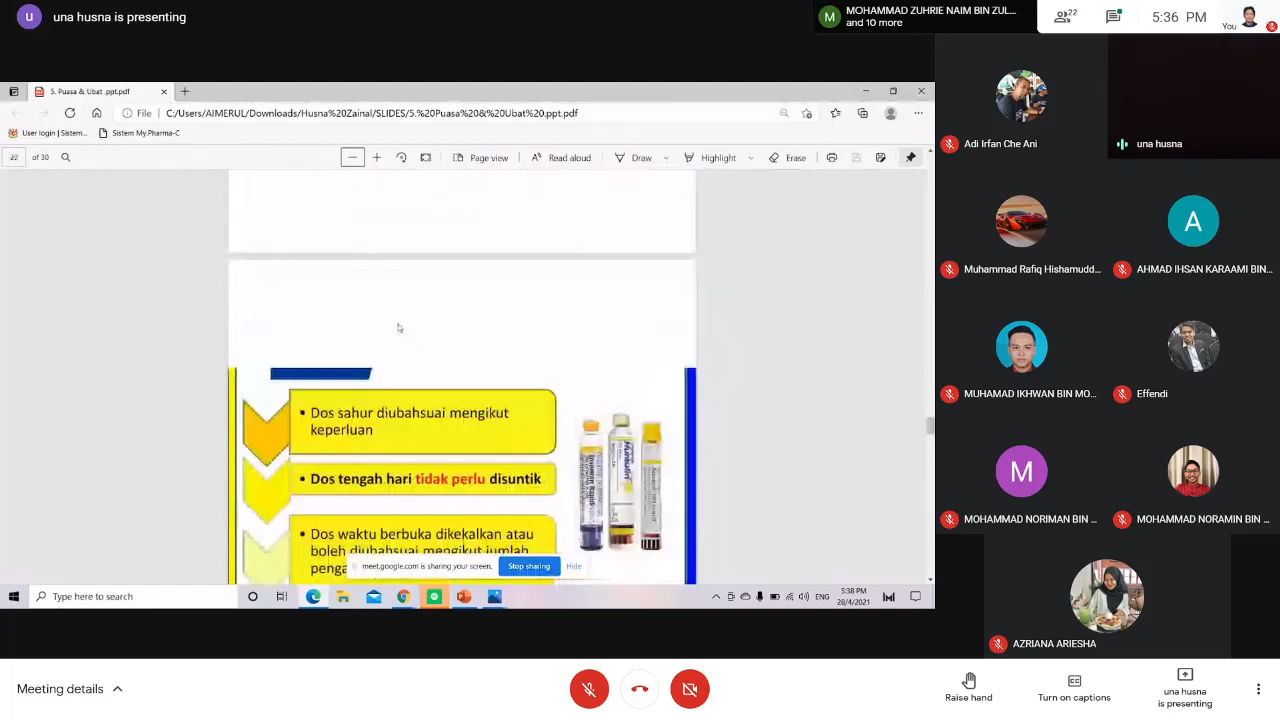 u
una husna is presenting
M
MOHAMMAD ZUHRIE NAIM BIN ZUL...
and 10 more
22
5:36 PM
You
5. Puasa & Ubat .ppt.pdf
File
C:/Users/AIMERUL/Downloads/Husna%20Zainal/SLIDES/5.%20Puasa%20&%20Ubat%20.ppt.pdf
User login | Sistem...
Sistem My.Pharma-C
of 30
Page view
Read aloud
Draw
Highlight
Erase
• Dos sahur diubahsuai mengikut
keperluan
• Dos tengah hari tidak perlu disuntik
• Dos waktu berbuka dikekalkan atau
boleh diubahsuai mengikut jumlah
meet.google.com is sharing your screen.
Stop sharing
Hide
Type here to search
ENG
5:38 PM
28/4/2021
Adi Irfan Che Ani
una husna
Muhammad Rafiq Hishamudd...
A
AHMAD IHSAN KARAAMI BIN...
MUHAMAD IKHWAN BIN MO...
Effendi
M
MOHAMMAD NORIMAN BIN ...
MOHAMMAD NORAMIN BIN ...
AZRIANA ARIESHA
Meeting details
Raise hand
Turn on captions
una husna
is presenting